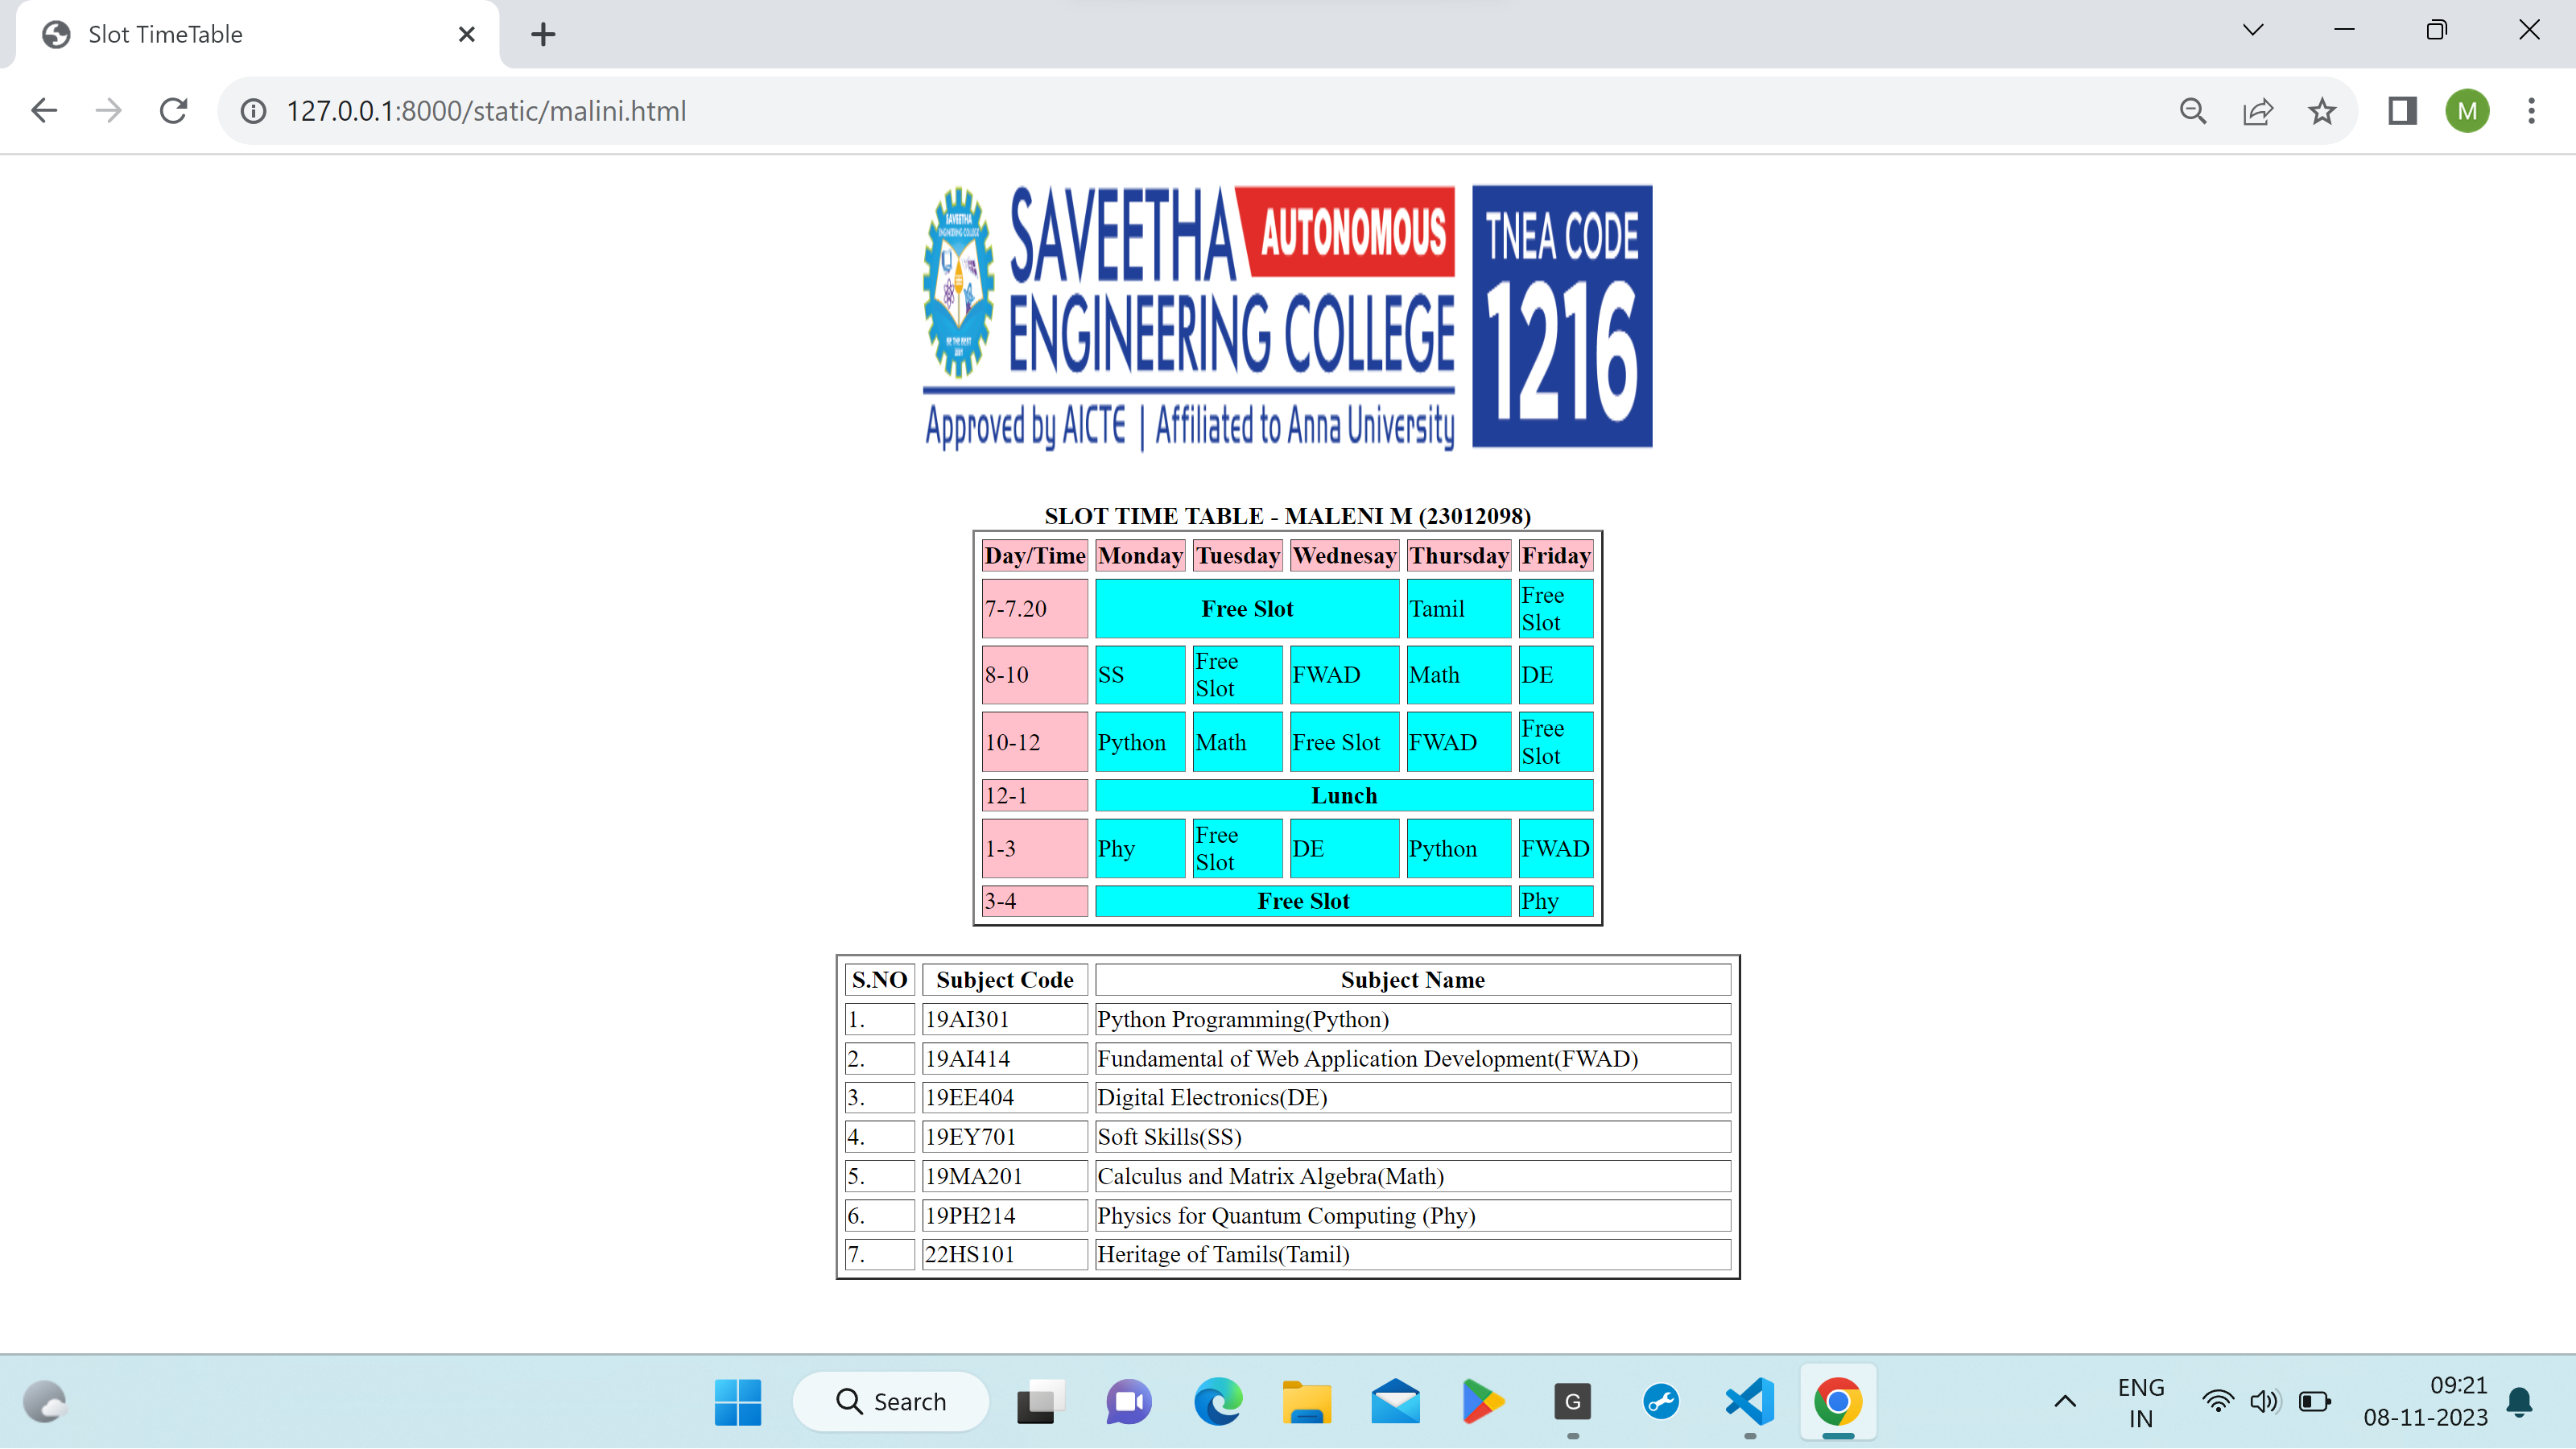 Slot TimeTable
127.0.0.1:8000/static/malini.html
M
SAVEETHA AUTONOMOUS
ENGINEERING COLLEGE
Approved by AICTE | Affiliated to Anna University
TNEA CODE
1216
SAVEETHA
ENGINEERING COLLEGE
BE THE BEST
2001
SLOT TIME TABLE - MALENI M (23012098)
Day/Time Monday Tuesday Wednesay Thursday Friday
7-7.20 Free Slot Tamil Free Slot
8-10 SS Free Slot FWAD Math DE
10-12 Python Math Free Slot FWAD Free Slot
12-1 Lunch
1-3 Phy Free Slot DE Python FWAD
3-4 Free Slot Phy
S.NO Subject Code Subject Name
1. 19AI301 Python Programming(Python)
2. 19AI414 Fundamental of Web Application Development(FWAD)
3. 19EE404 Digital Electronics(DE)
4. 19EY701 Soft Skills(SS)
5. 19MA201 Calculus and Matrix Algebra(Math)
6. 19PH214 Physics for Quantum Computing (Phy)
7. 22HS101 Heritage of Tamils(Tamil)
Search
G
ENG
IN
09:21
08-11-2023